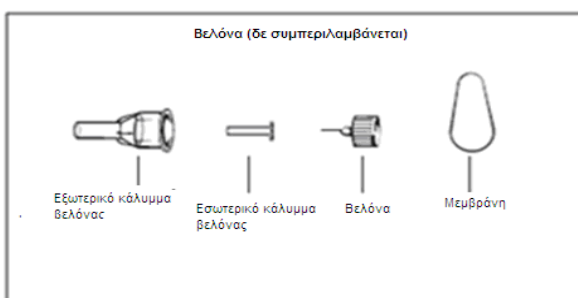 Βελόνα (δε συμπεριλαμβάνεται)
Εξωτερικό κάλυμμα
βελόνας
Εσωτερικό κάλυμμα
βελόνας
Βελόνα
Μεμβράνη